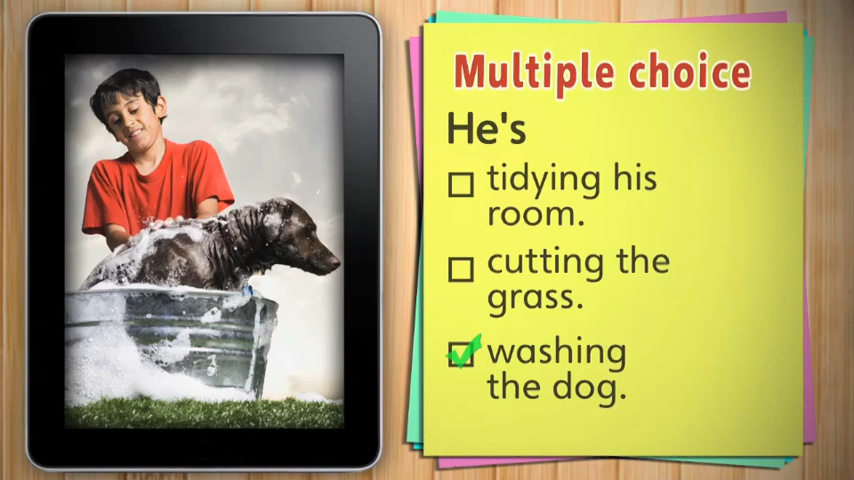 Multiple choice
He's
tidying his
room.
cutting the
grass.
washing
the dog.